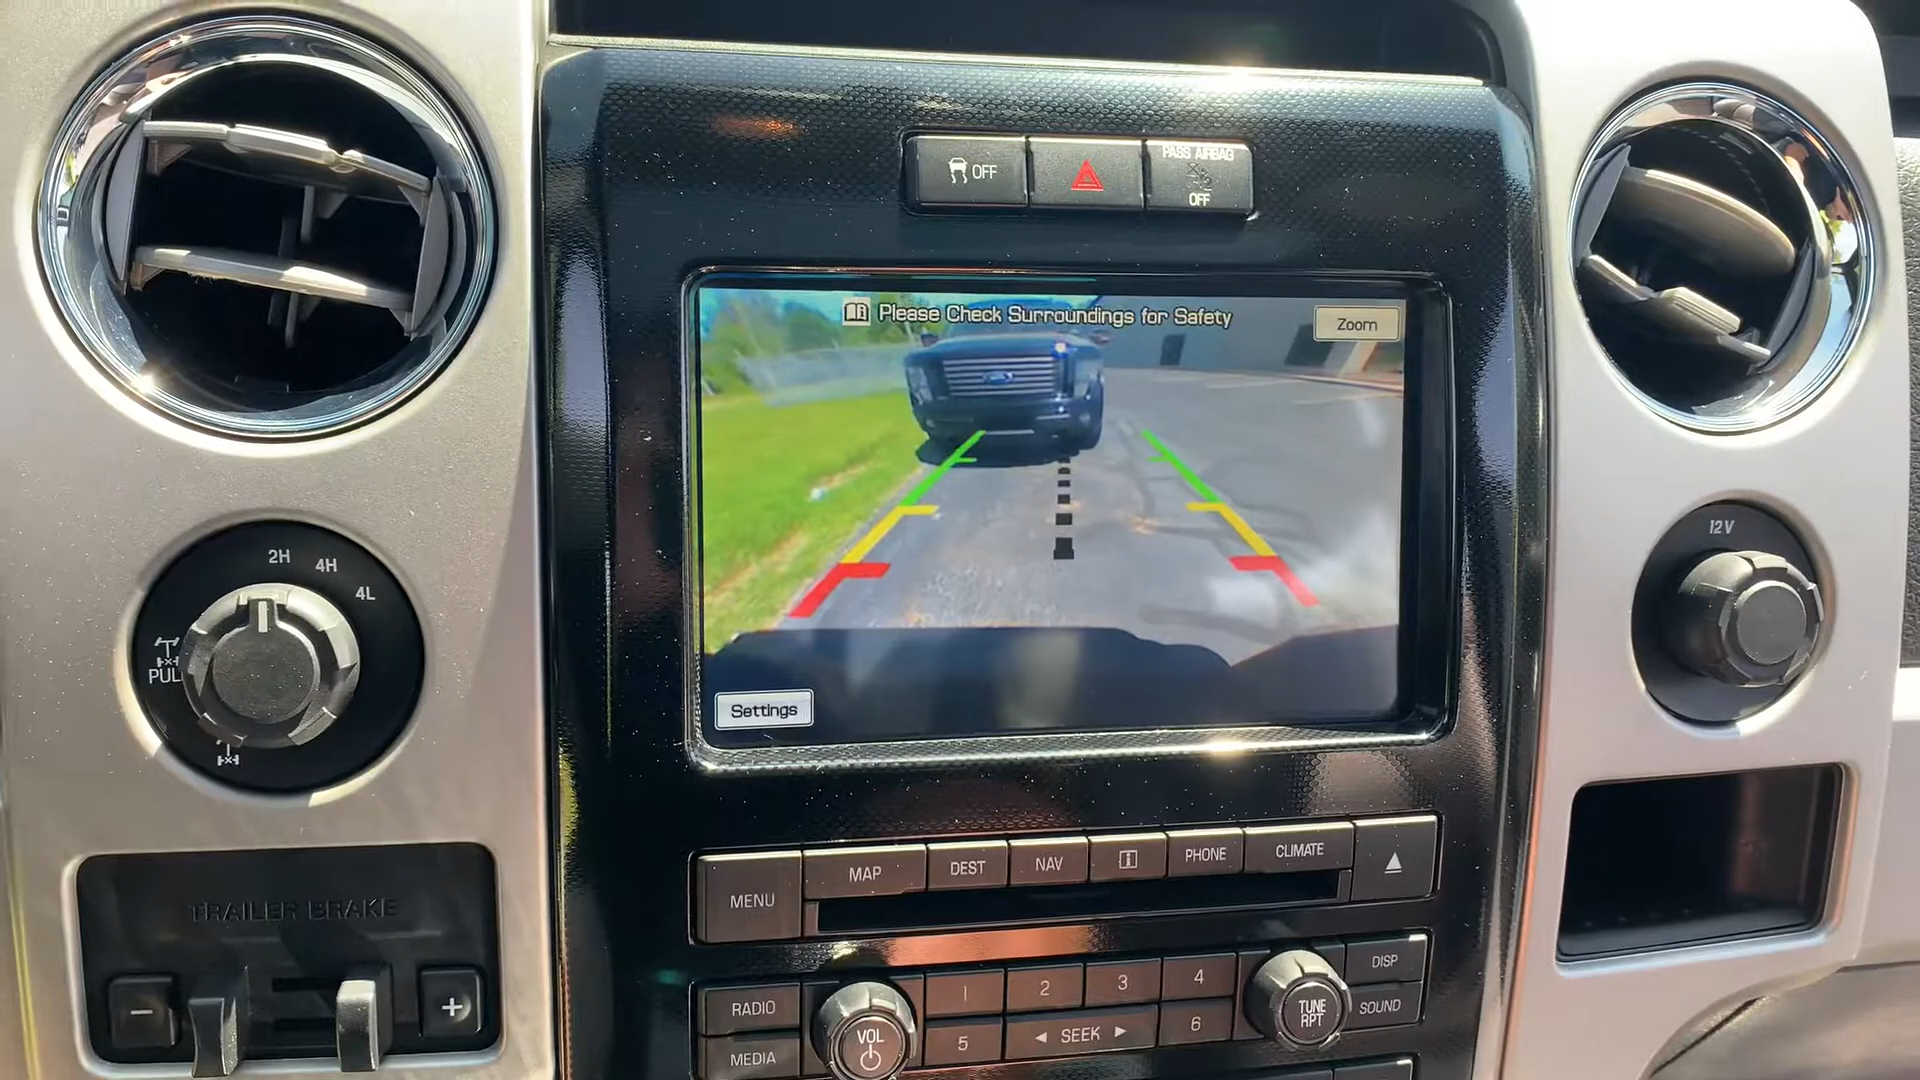 OFF
PASS AIRBAG
OFF
Please Check Surroundings for Safety
Zoom
Settings
2H
4H
4L
PUL
12V
TRAILER BRAKE
− +
MENU
MAP
DEST
NAV
i
PHONE
CLIMATE
RADIO
MEDIA
VOL
1
2
3
4
5
◄ SEEK ►
6
TUNE
RPT
DISP
SOUND